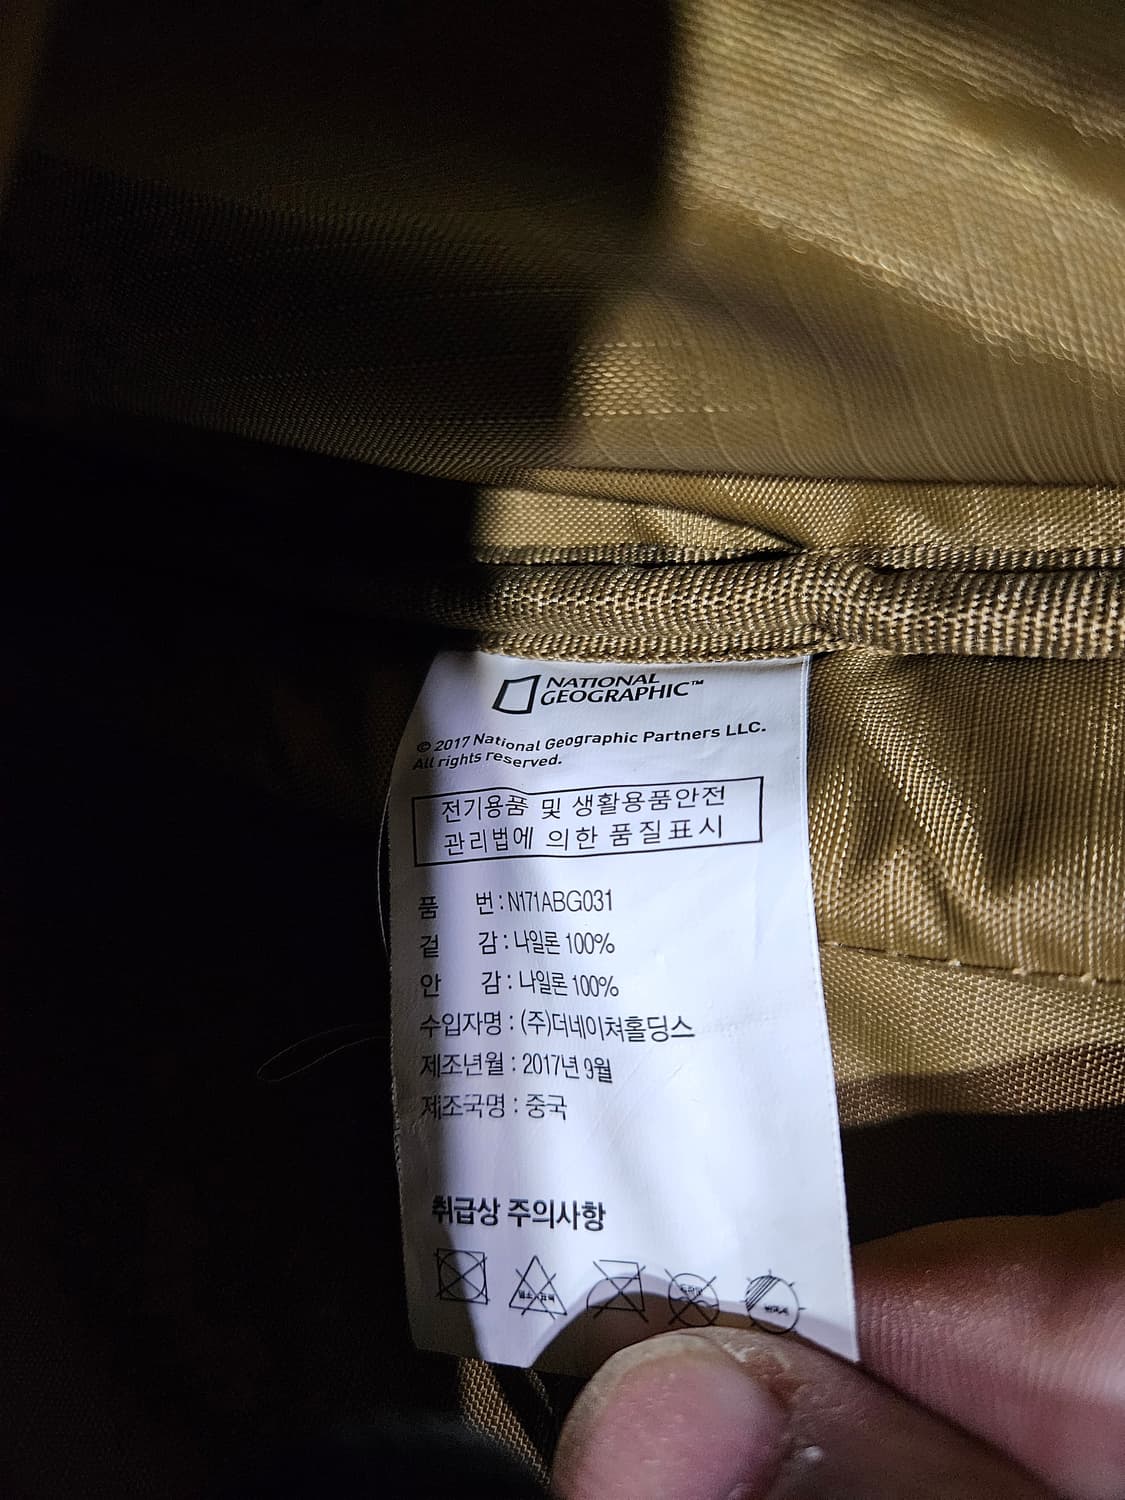 NATIONAL
GEOGRAPHIC™
© 2017 National Geographic Partners LLC.
All rights reserved.
전기용품 및 생활용품안전
관리법에 의한 품질표시
품 번 : N171ABG031
겉 감 : 나일론 100%
안 감 : 나일론 100%
수입자명 : (주)더네이쳐홀딩스
제조년월 : 2017년 9월
제조국명 : 중국
취급상 주의사항